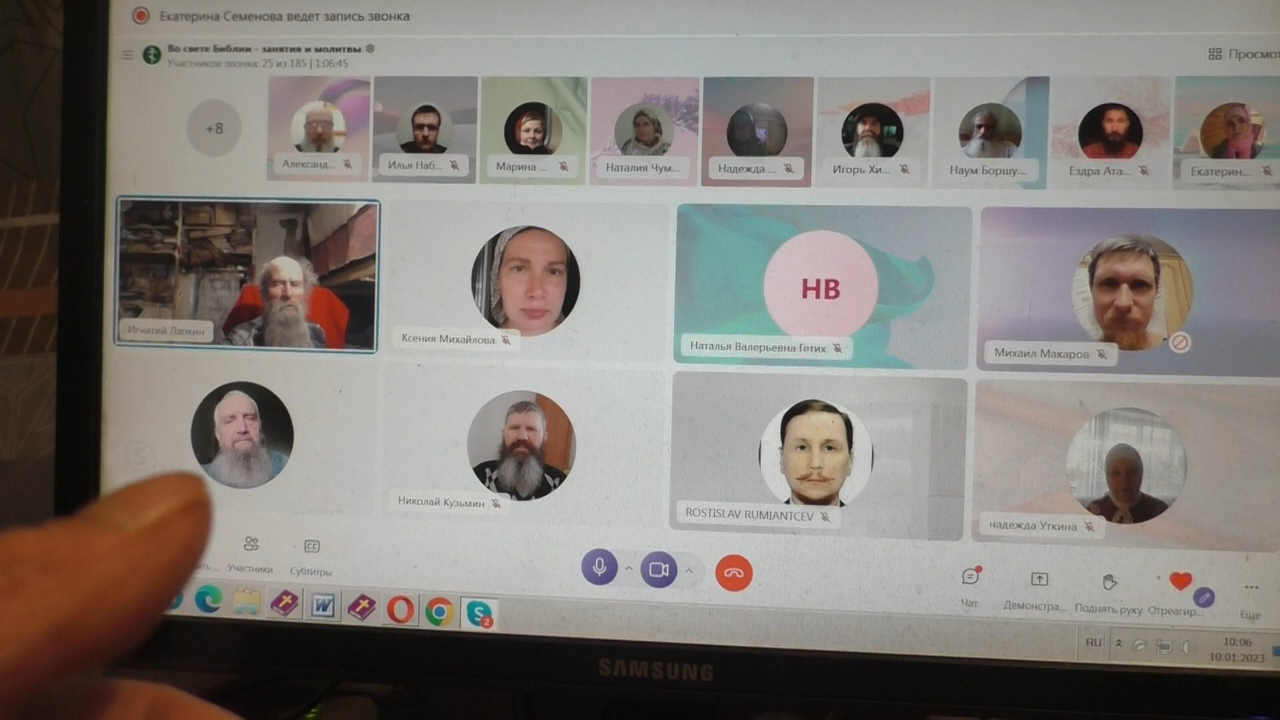 Екатерина Семенова ведет запись звонка
Во свете Библии - занятия и молитвы
Участников звонка: 25 из 185 | 1:06:45
Просмот
+8
Александ...
Илья Наб...
Марина ...
Наталия Чум...
Надежда ...
Игорь Хи...
Наум Боршу...
Ездра Ата...
Екатерин...
Игнатий Лапкин
Ксения Михайлова
НВ
Наталья Валерьевна Гетих
Михаил Макаров
Николай Кузьмин
ROSTISLAV RUMIANTCEV
надежда Уткина
Участники
Субтитры
Чат
Демонстра...
Поднять руку
Отреагир...
Еще
RU
10:06
10.01.2023
SAMSUNG